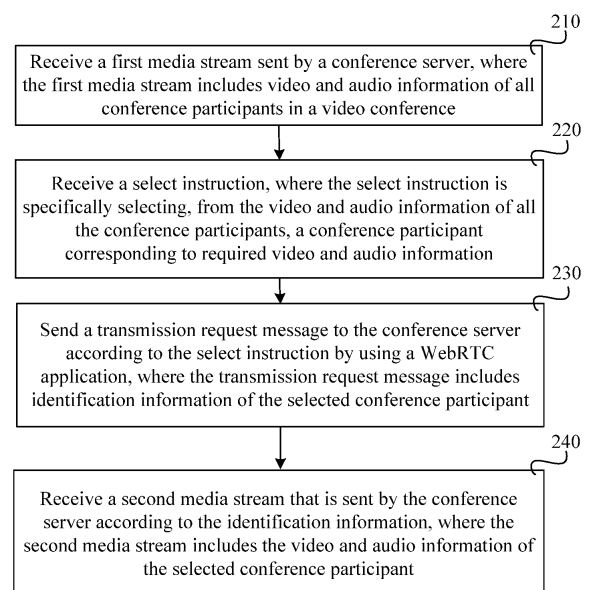 210
Receive a first media stream sent by a conference server, where
the first media stream includes video and audio information of all
conference participants in a video conference
220
Receive a select instruction, where the select instruction is
specifically selecting, from the video and audio information of all
the conference participants, a conference participant
corresponding to required video and audio information
230
Send a transmission request message to the conference server
according to the select instruction by using a WebRTC
application, where the transmission request message includes
identification information of the selected conference participant
240
Receive a second media stream that is sent by the conference
server according to the identification information, where the
second media stream includes the video and audio information of
the selected conference participant